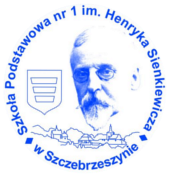 Szkoła Podstawowa nr 1 im. Henryka Sienkiewicza
w Szczebrzeszynie